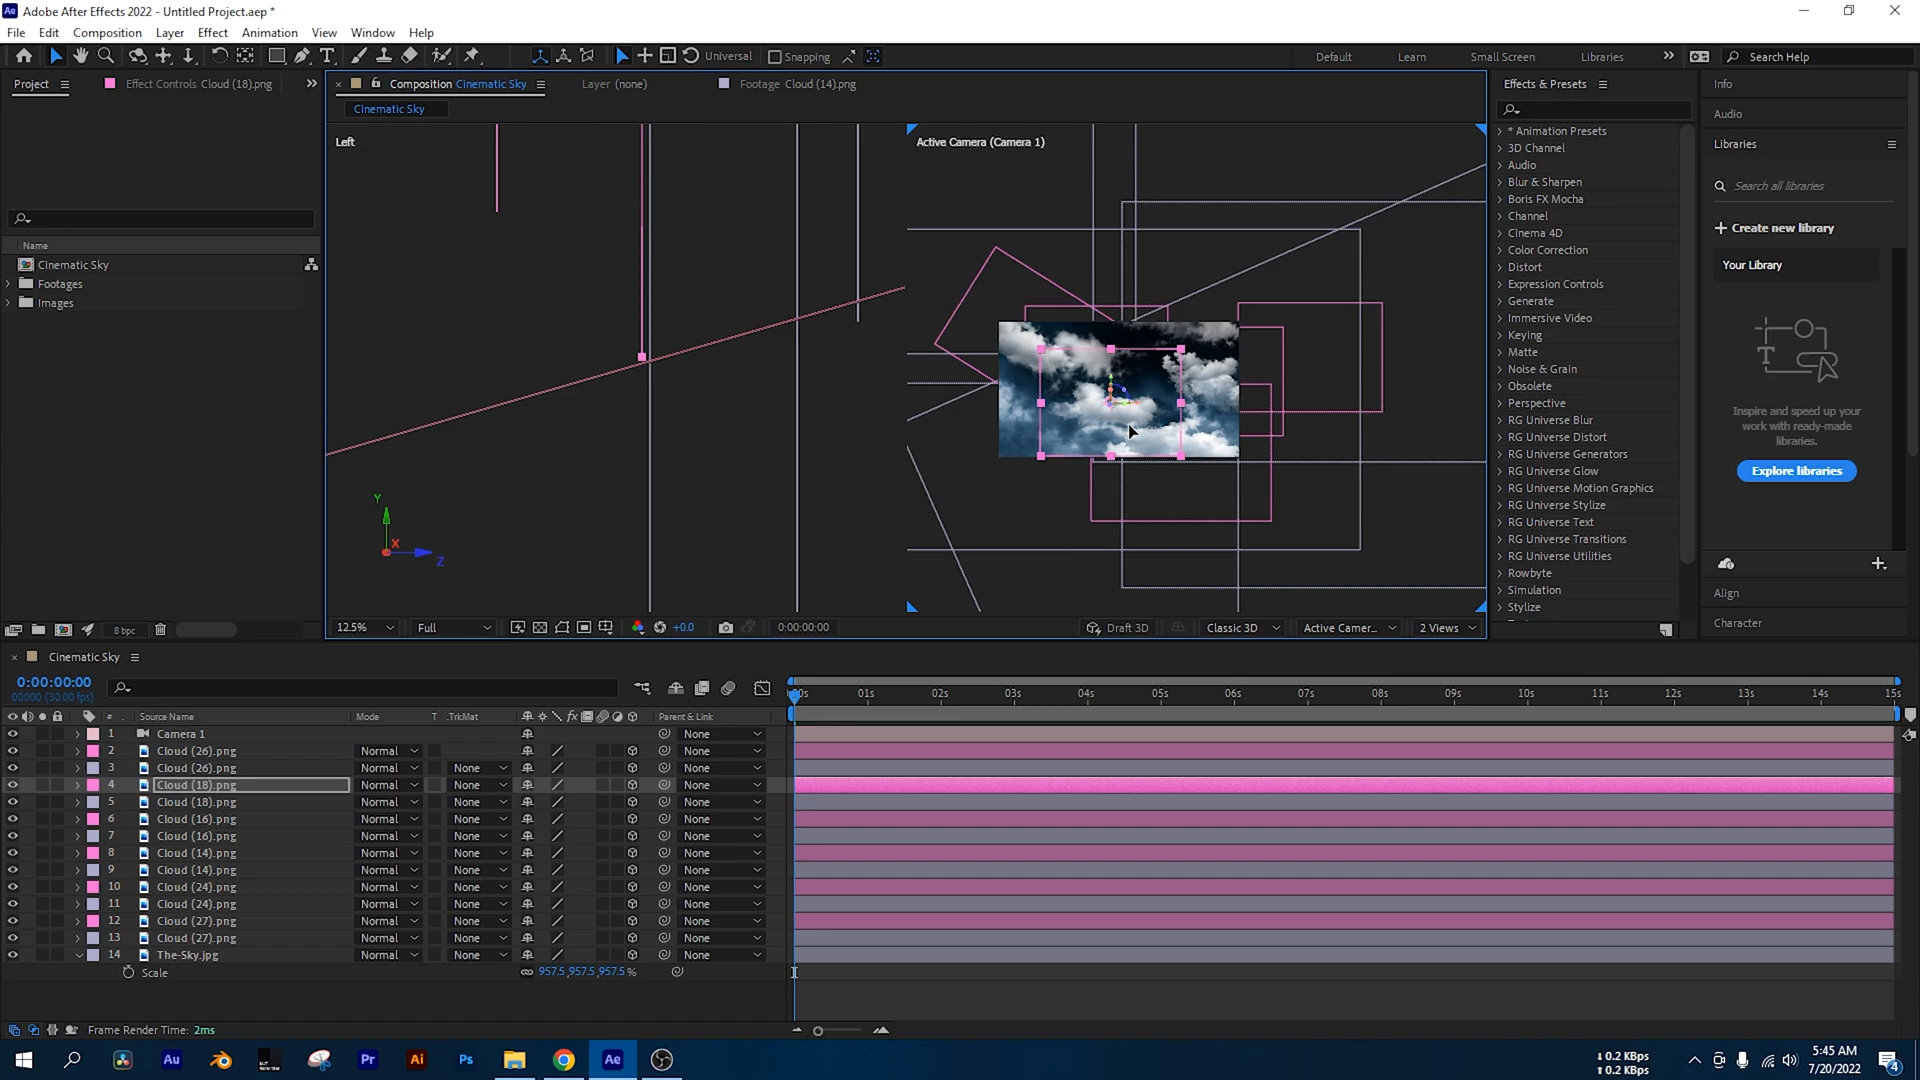 Adobe After Effects 2022 - Untitled Project.aep *
File Edit Composition Layer Effect Animation View Window Help
Universal Snapping Default Learn Small Screen Libraries Search Help
Project Effect Controls Cloud (18).png
Composition Cinematic Sky Layer (none) Footage Cloud (14).png
Cinematic Sky
Left
Active Camera (Camera 1)
Y
X
Z
Name
Cinematic Sky
Footages
Images
8 bpc
12.5% Full +0.0 0:00:00:00 Draft 3D Classic 3D Active Camer... 2 Views
Effects & Presets
* Animation Presets
3D Channel
Audio
Blur & Sharpen
Boris FX Mocha
Channel
Cinema 4D
Color Correction
Distort
Expression Controls
Generate
Immersive Video
Keying
Matte
Noise & Grain
Obsolete
Perspective
RG Universe Blur
RG Universe Distort
RG Universe Generators
RG Universe Glow
RG Universe Motion Graphics
RG Universe Stylize
RG Universe Text
RG Universe Transitions
RG Universe Utilities
Rowbyte
Simulation
Stylize
Info
Audio
Libraries
Search all libraries
Create new library
Your Library
Inspire and speed up your
work with ready-made
libraries.
Explore libraries
Align
Character
Cinematic Sky
0:00:00:00
00000 (30.00 fps)
01s 02s 03s 04s 05s 06s 07s 08s 09s 10s 11s 12s 13s 14s 15s
# Source Name Mode T .TrkMat fx Parent & Link
1 Camera 1 None
2 Cloud (26).png Normal None
3 Cloud (26).png Normal None None
4 Cloud (18).png Normal None None
5 Cloud (18).png Normal None None
6 Cloud (16).png Normal None None
7 Cloud (16).png Normal None None
8 Cloud (14).png Normal None None
9 Cloud (14).png Normal None None
10 Cloud (24).png Normal None None
11 Cloud (24).png Normal None None
12 Cloud (27).png Normal None None
13 Cloud (27).png Normal None None
14 The-Sky.jpg Normal None None
Scale 957.5,957.5,957.5 %
Frame Render Time: 2ms
Au Pr Ai Ps Ae
0.2 KBps
0.2 KBps
5:45 AM
7/20/2022
4